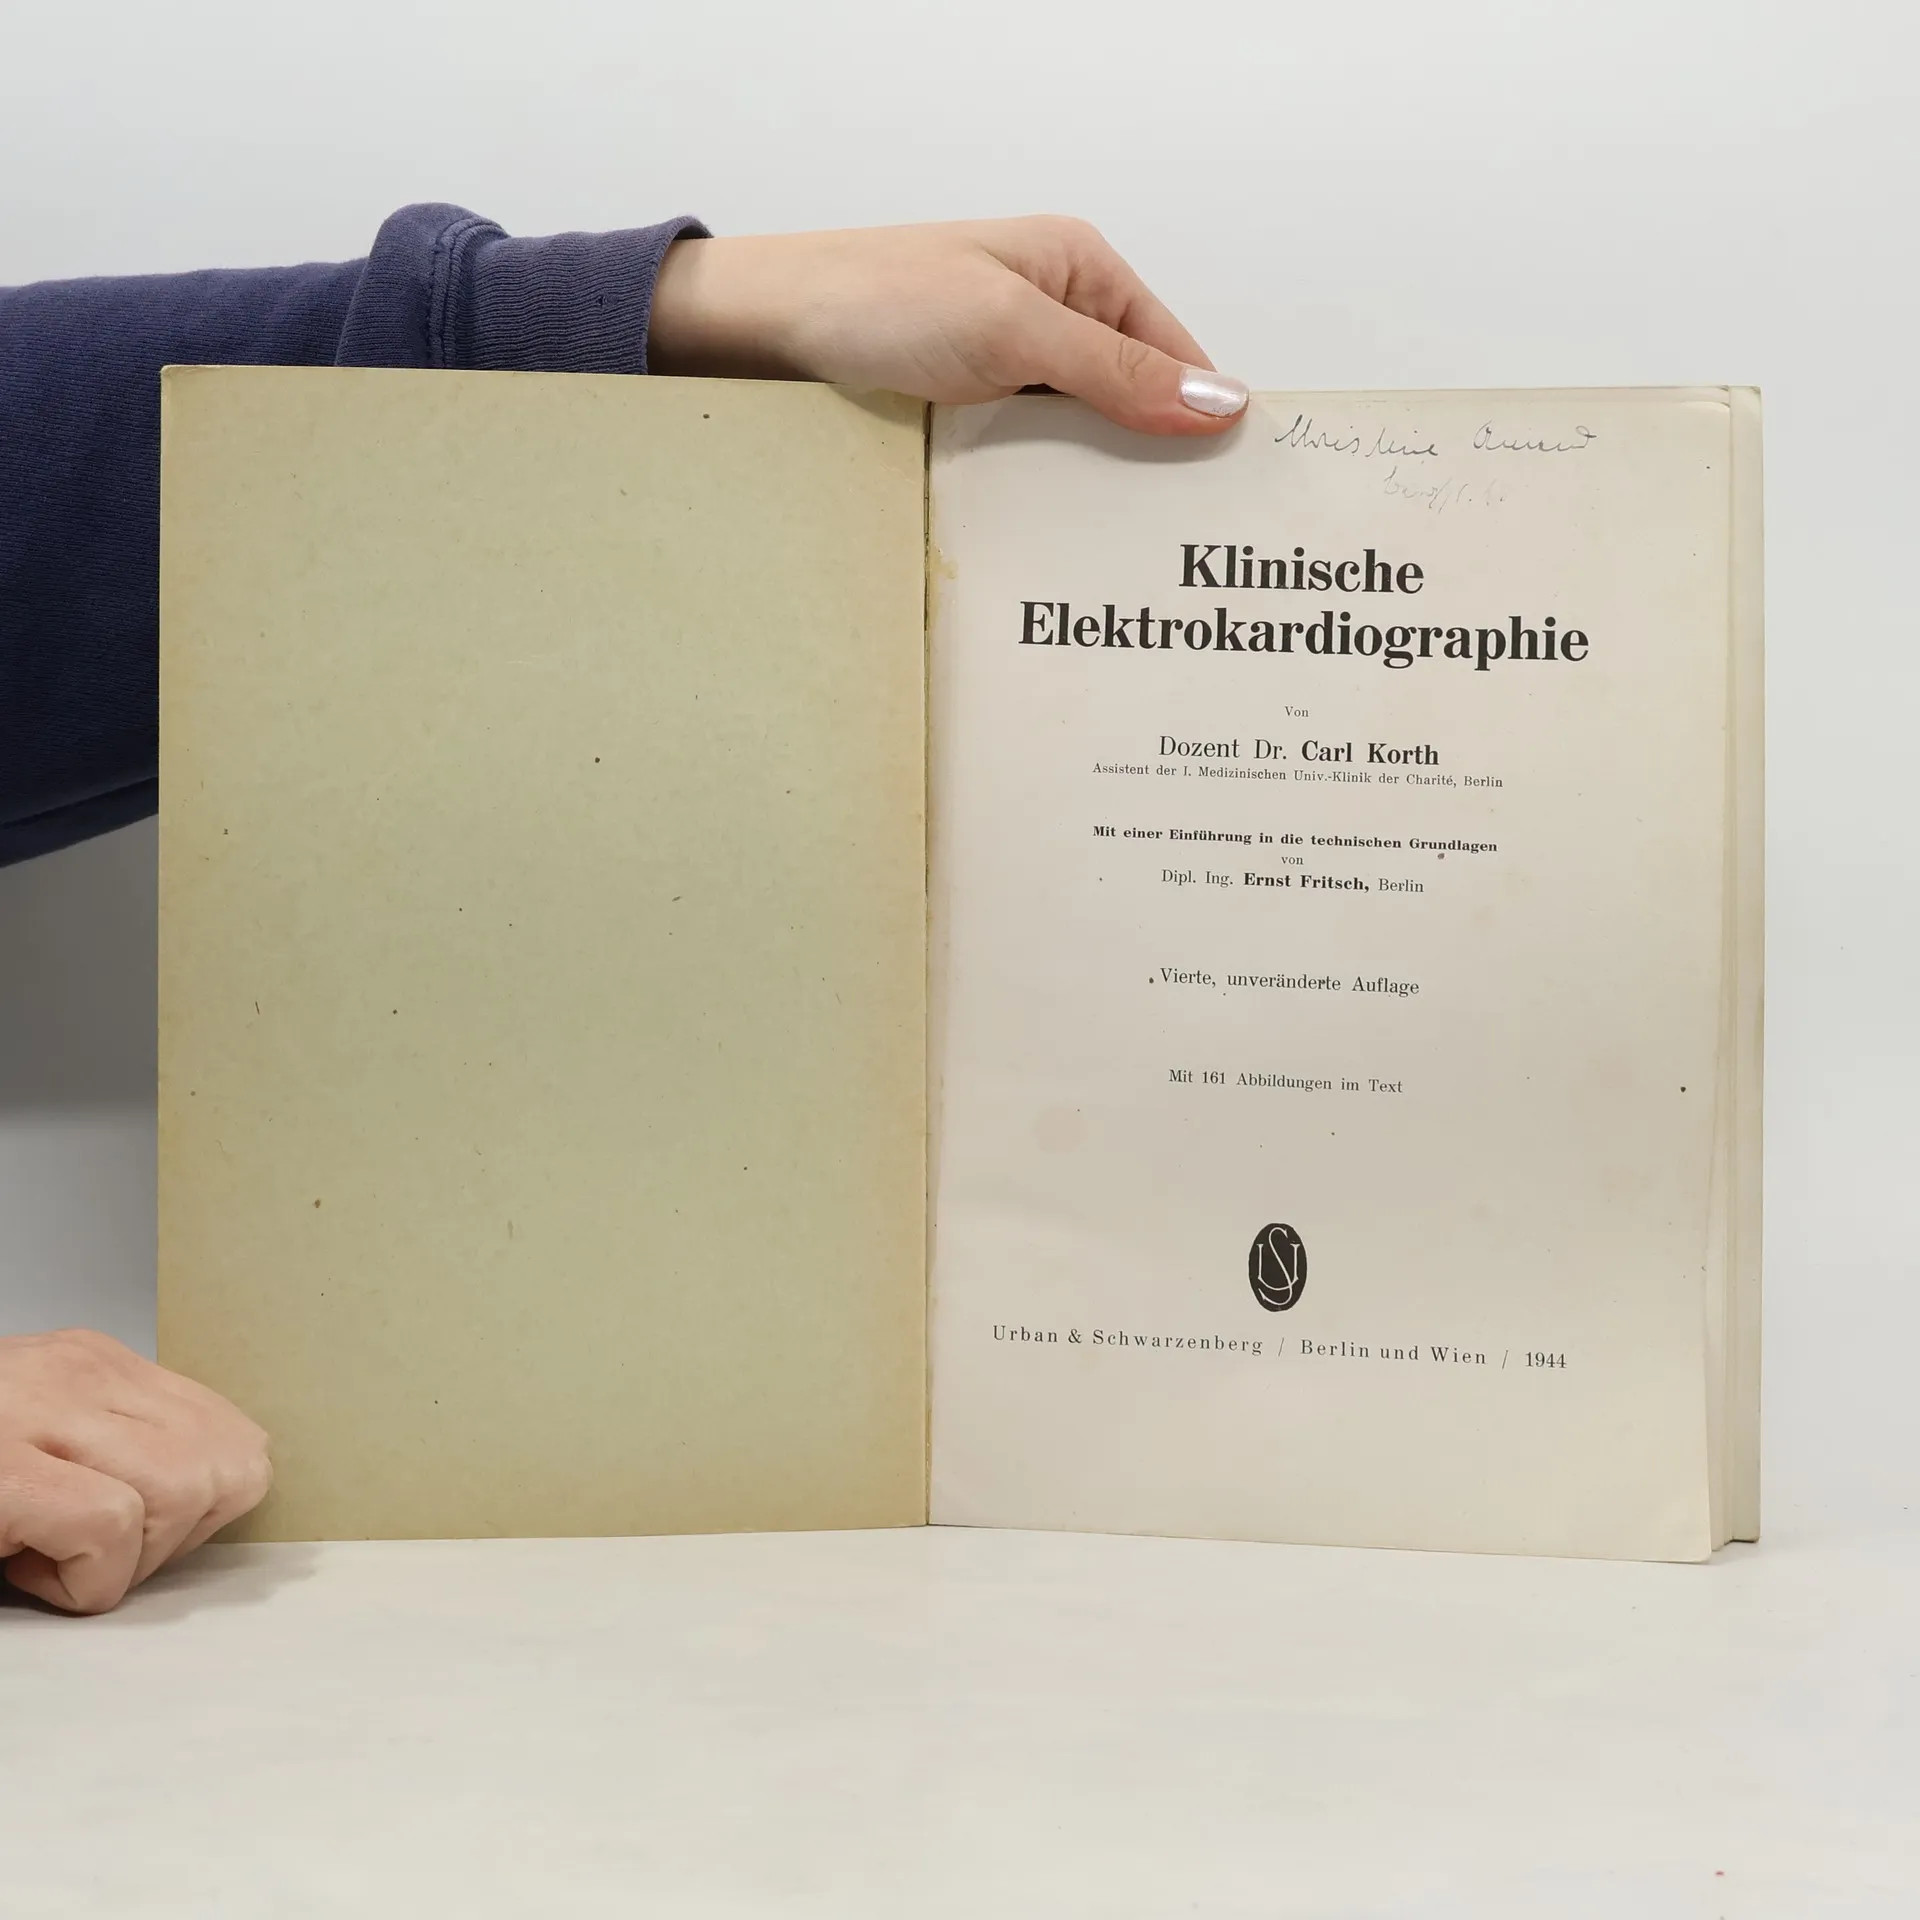 Klinische
Elektrokardiographie
Von
Dozent Dr. Carl Korth
Assistent der I. Medizinischen Univ.-Klinik der Charité, Berlin
Mit einer Einführung in die technischen Grundlagen
von
Dipl. Ing. Ernst Fritsch, Berlin
Vierte, unveränderte Auflage
Mit 161 Abbildungen im Text
US
Urban & Schwarzenberg / Berlin und Wien / 1944